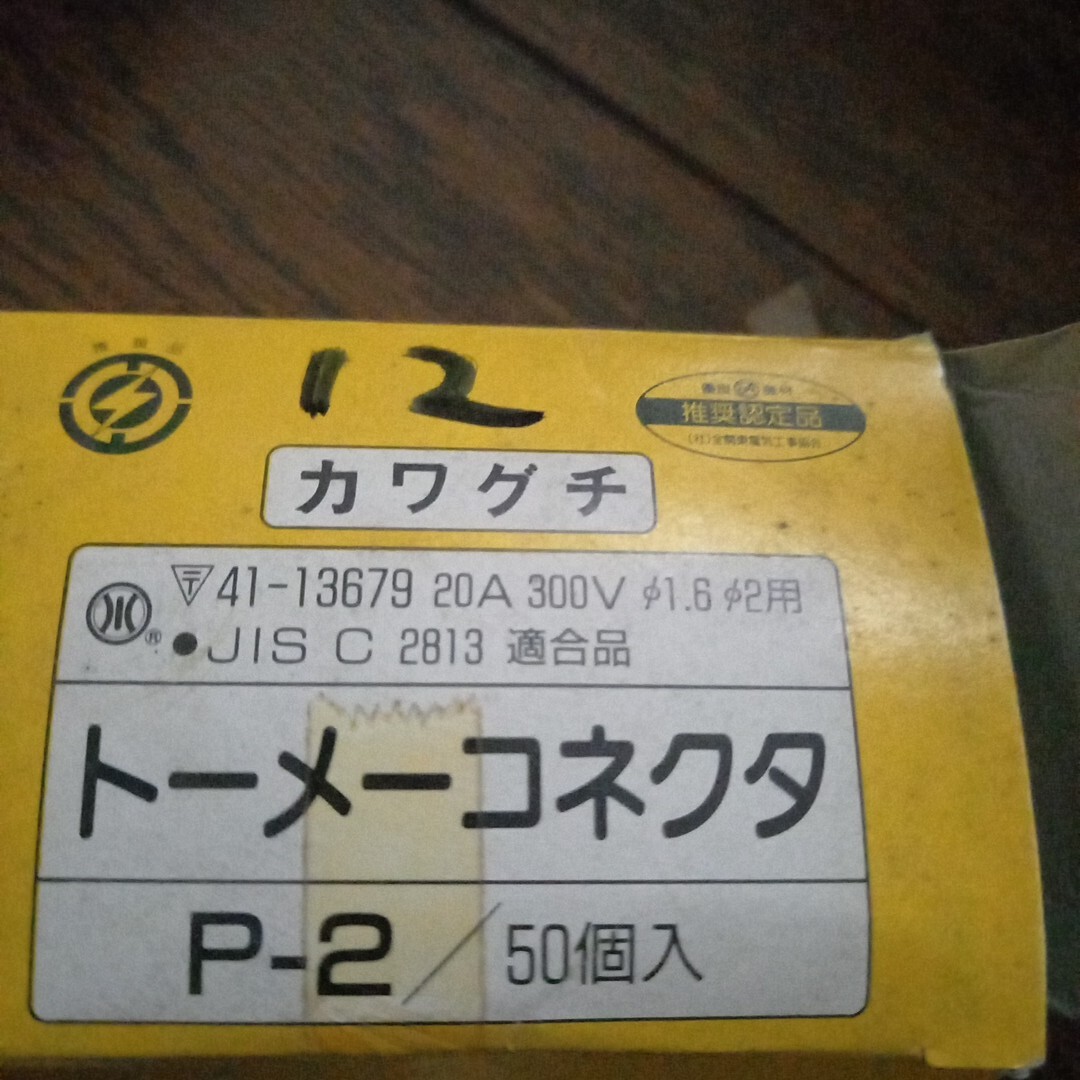 12
推奨認定品
カワグチ
〒41-13679 20A 300V φ1.6 φ2用
川®
●JIS C 2813 適合品
トーメーコネクタ
P-2/50個入